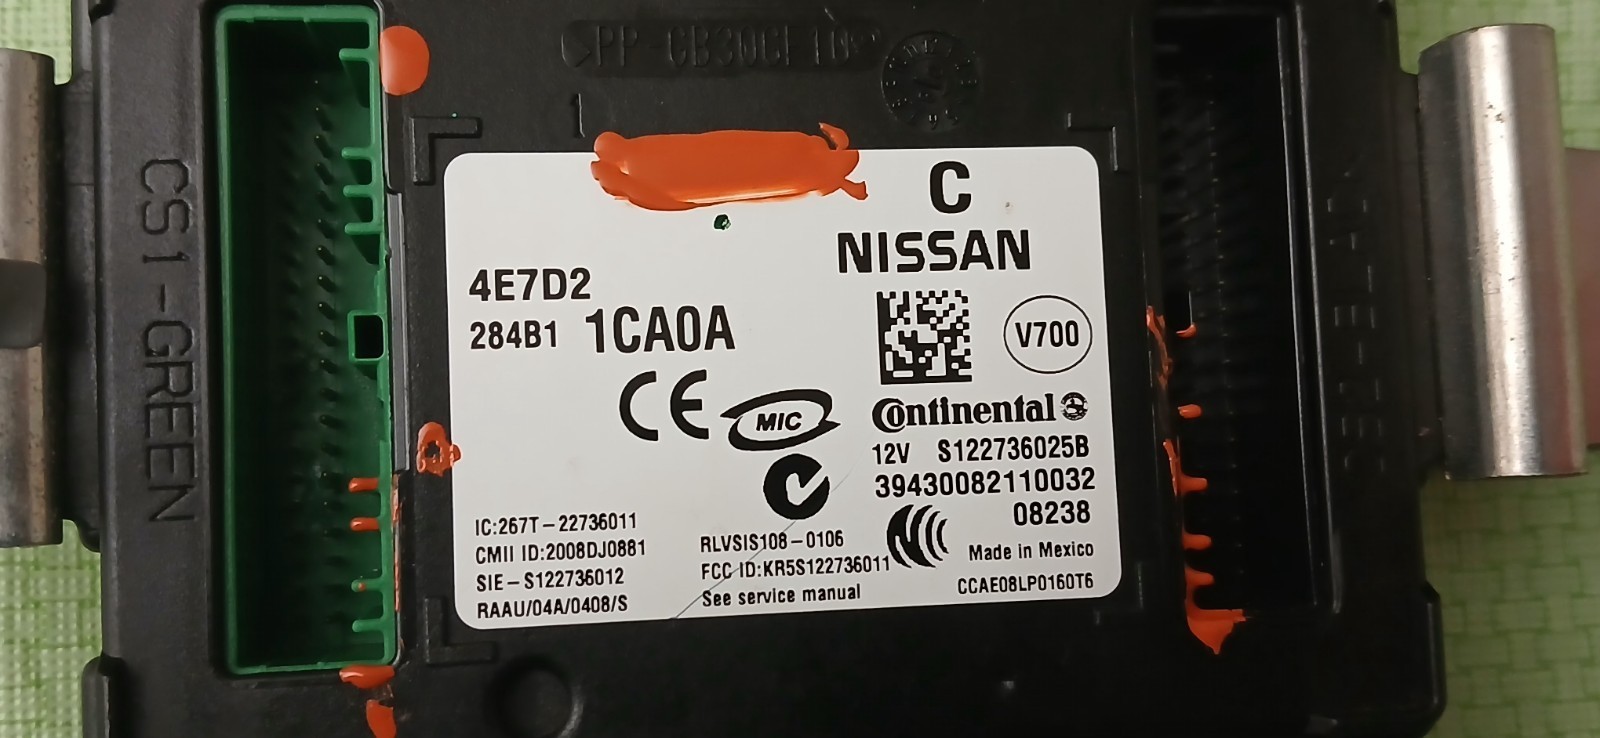 1
C
NISSAN
4E7D2
284B1 1CA0A
V700
CE
MIC
Continental
12V S122736025B
39430082110032
08238
Made in Mexico
CCAE08LP0160T6
IC:267T-22736011
CMII ID:2008DJ0881
SIE-S122736012
RAAU/04A/0408/S
RLVSIS108-0106
FCC ID:KR5S122736011
See service manual
CS1-GREEN